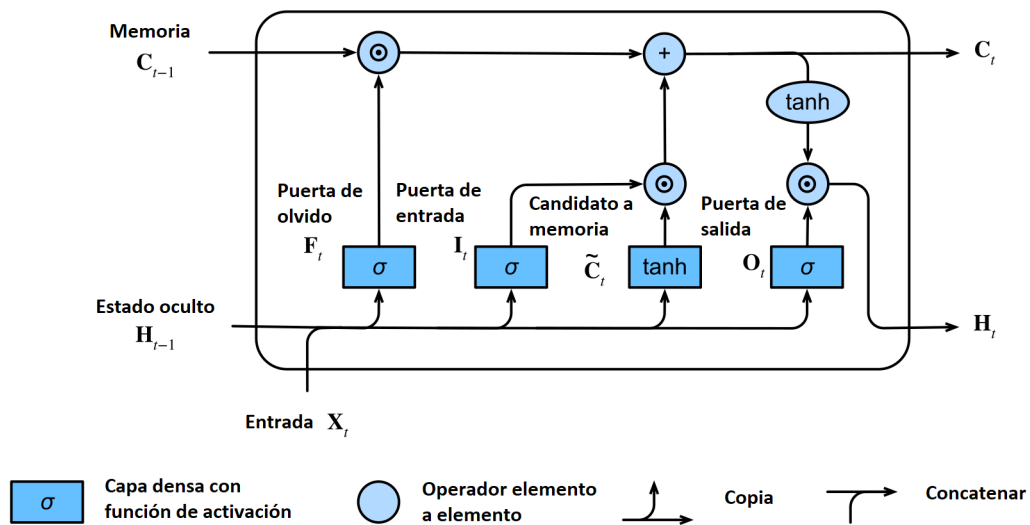 Memoria
C_{t-1}
⊙
+
C_t
tanh
Puerta de
olvido
F_t
σ
Puerta de
entrada
I_t
σ
⊙
Candidato a
memoria
C̃_t
tanh
Puerta de
salida
O_t
σ
⊙
Estado oculto
H_{t-1}
H_t
Entrada X_t
σ
Capa densa con
función de activación
Operador elemento
a elemento
Copia
Concatenar